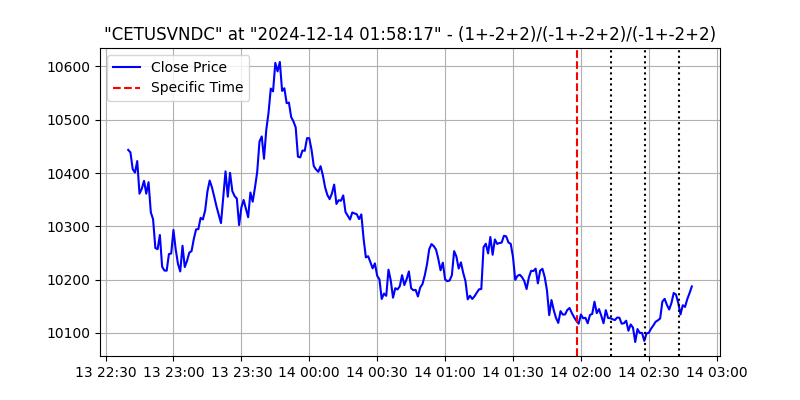 "CETUSVNDC" at "2024-12-14 01:58:17" - (1+-2+2)/(-1+-2+2)/(-1+-2+2)
Close Price
Specific Time
10600
10500
10400
10300
10200
10100
13 22:30 13 23:00 13 23:30 14 00:00 14 00:30 14 01:00 14 01:30 14 02:00 14 02:30 14 03:00